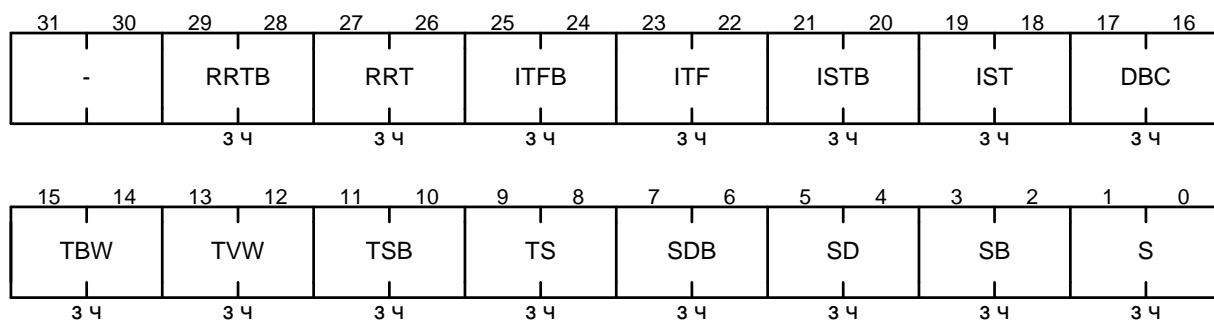 31 30 29 28 27 26 25 24 23 22 21 20 19 18 17 16
- RRTB RRT ITFB ITF ISTB IST DBC
з ч з ч з ч з ч з ч з ч з ч
15 14 13 12 11 10 9 8 7 6 5 4 3 2 1 0
TBW TVW TSB TS SDB SD SB S
з ч з ч з ч з ч з ч з ч з ч з ч